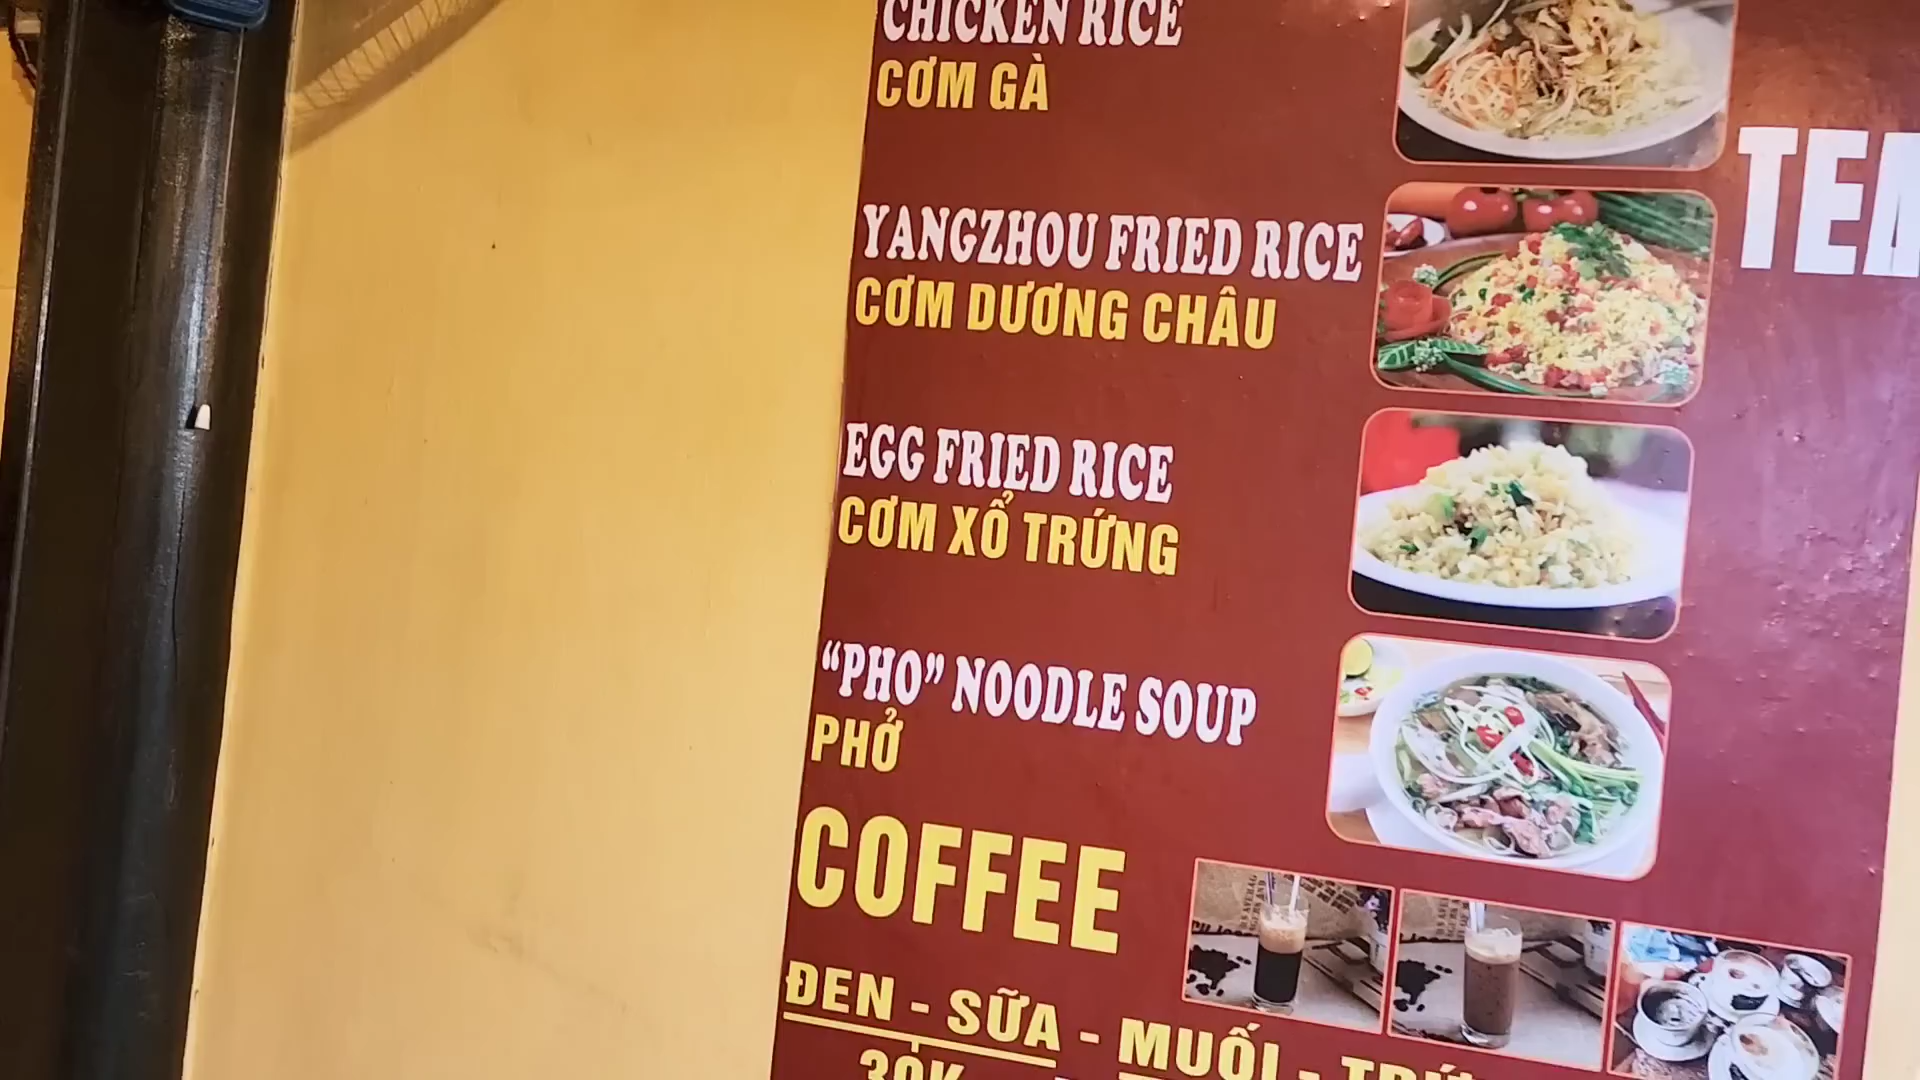 CHICKEN RICE
CƠM GÀ
YANGZHOU FRIED RICE
CƠM DƯƠNG CHÂU
EGG FRIED RICE
CƠM XỔ TRỨNG
“PHO” NOODLE SOUP
PHỞ
COFFEE
ĐEN - SỮA - MUỐI -
30K